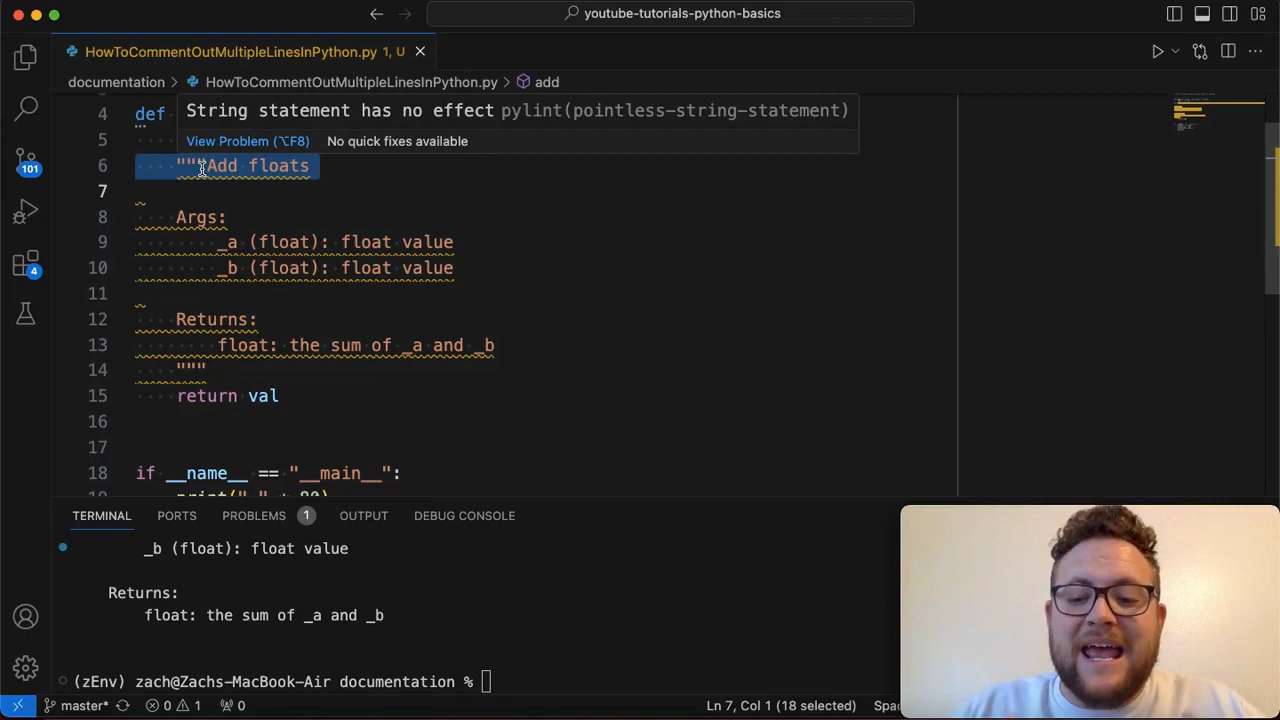 youtube-tutorials-python-basics
HowToCommentOutMultipleLinesInPython.py 1, U
documentation > HowToCommentOutMultipleLinesInPython.py > add
4 def
String statement has no effect pylint(pointless-string-statement)
View Problem (⌥F8) No quick fixes available
5
6 """Add floats
7
8 Args:
9 _a (float): float value
10 _b (float): float value
11
12 Returns:
13 float: the sum of _a and _b
14 """
15 return val
16
17
18 if __name__ == "__main__":
101
4
TERMINAL PORTS PROBLEMS 1 OUTPUT DEBUG CONSOLE
_b (float): float value
Returns:
float: the sum of _a and _b
(zEnv) zach@Zachs-MacBook-Air documentation %
master* 0 1 0 Ln 7, Col 1 (18 selected)